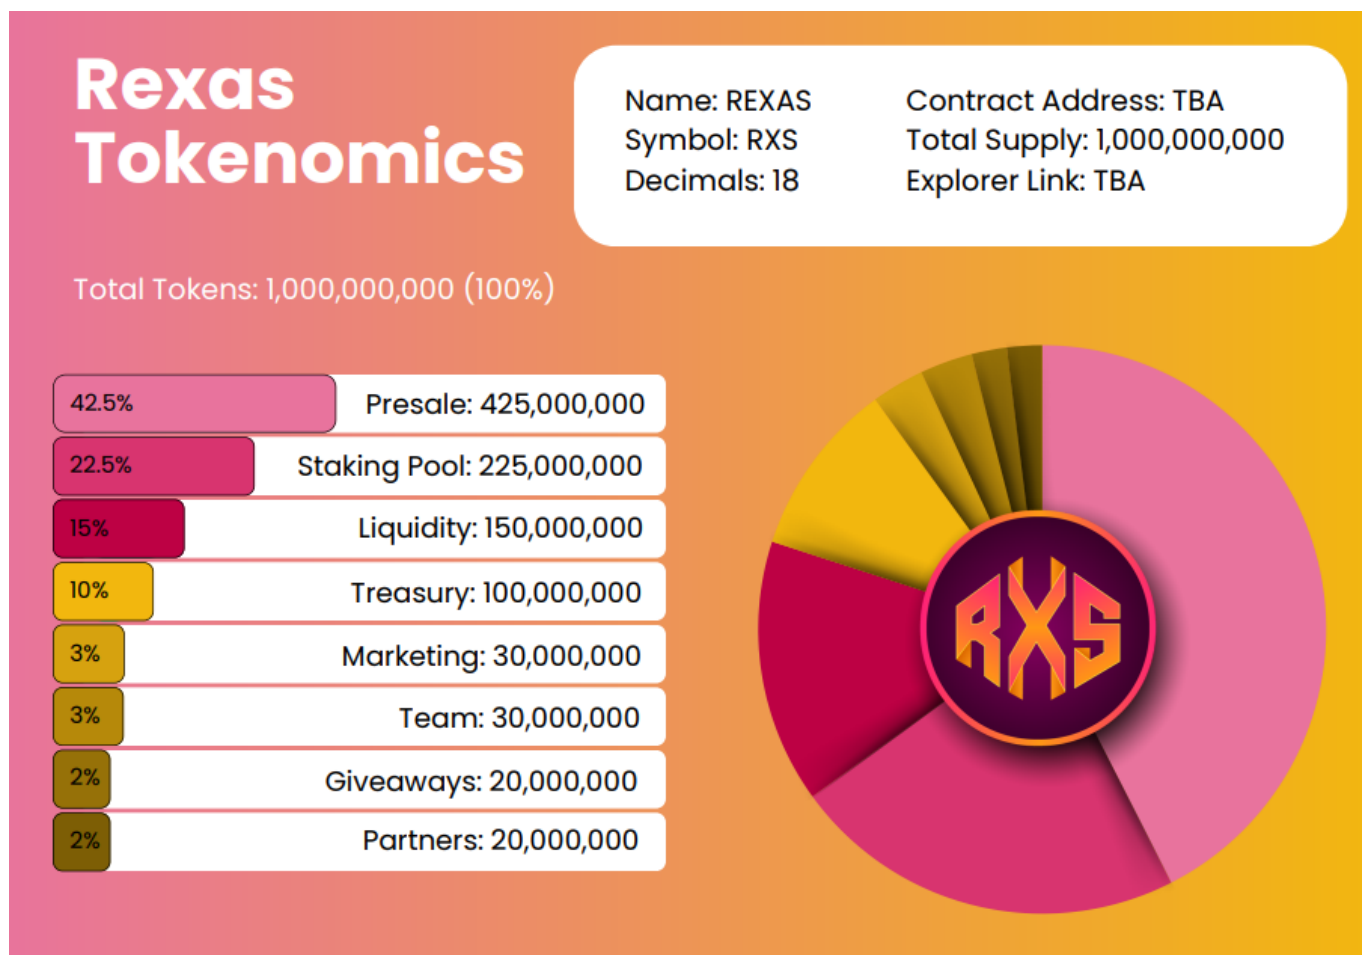 Rexas
Tokenomics
Name: REXAS
Symbol: RXS
Decimals: 18
Contract Address: TBA
Total Supply: 1,000,000,000
Explorer Link: TBA
Total Tokens: 1,000,000,000 (100%)
42.5% Presale: 425,000,000
22.5% Staking Pool: 225,000,000
15% Liquidity: 150,000,000
10% Treasury: 100,000,000
3% Marketing: 30,000,000
3% Team: 30,000,000
2% Giveaways: 20,000,000
2% Partners: 20,000,000
RXS